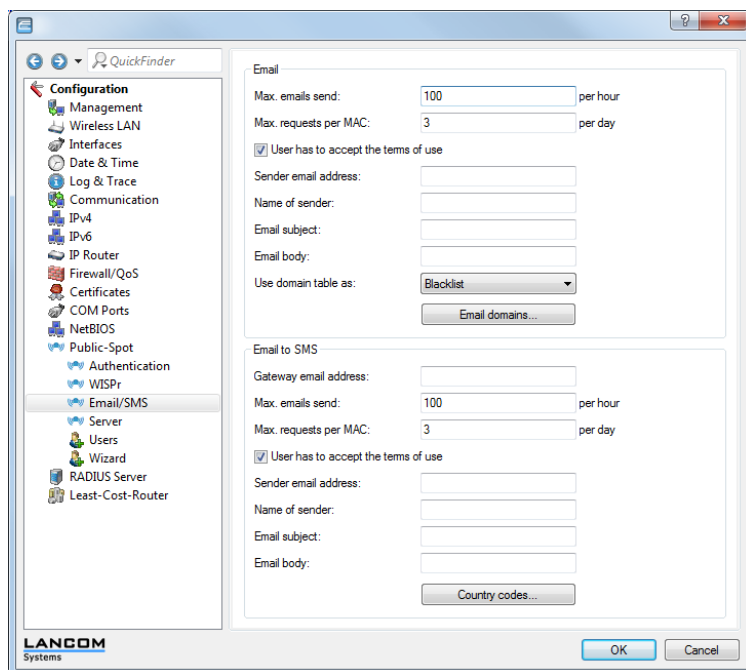 QuickFinder
Configuration
Management
Wireless LAN
Interfaces
Date & Time
Log & Trace
Communication
IPv4
IPv6
IP Router
Firewall/QoS
Certificates
COM Ports
NetBIOS
Public-Spot
Authentication
WISPr
Email/SMS
Server
Users
Wizard
RADIUS Server
Least-Cost-Router
Email
Max. emails send: 100 per hour
Max. requests per MAC: 3 per day
User has to accept the terms of use
Sender email address:
Name of sender:
Email subject:
Email body:
Use domain table as: Blacklist
Email domains...
Email to SMS
Gateway email address:
Max. emails send: 100 per hour
Max. requests per MAC: 3 per day
User has to accept the terms of use
Sender email address:
Name of sender:
Email subject:
Email body:
Country codes...
LANCOM
Systems
OK Cancel